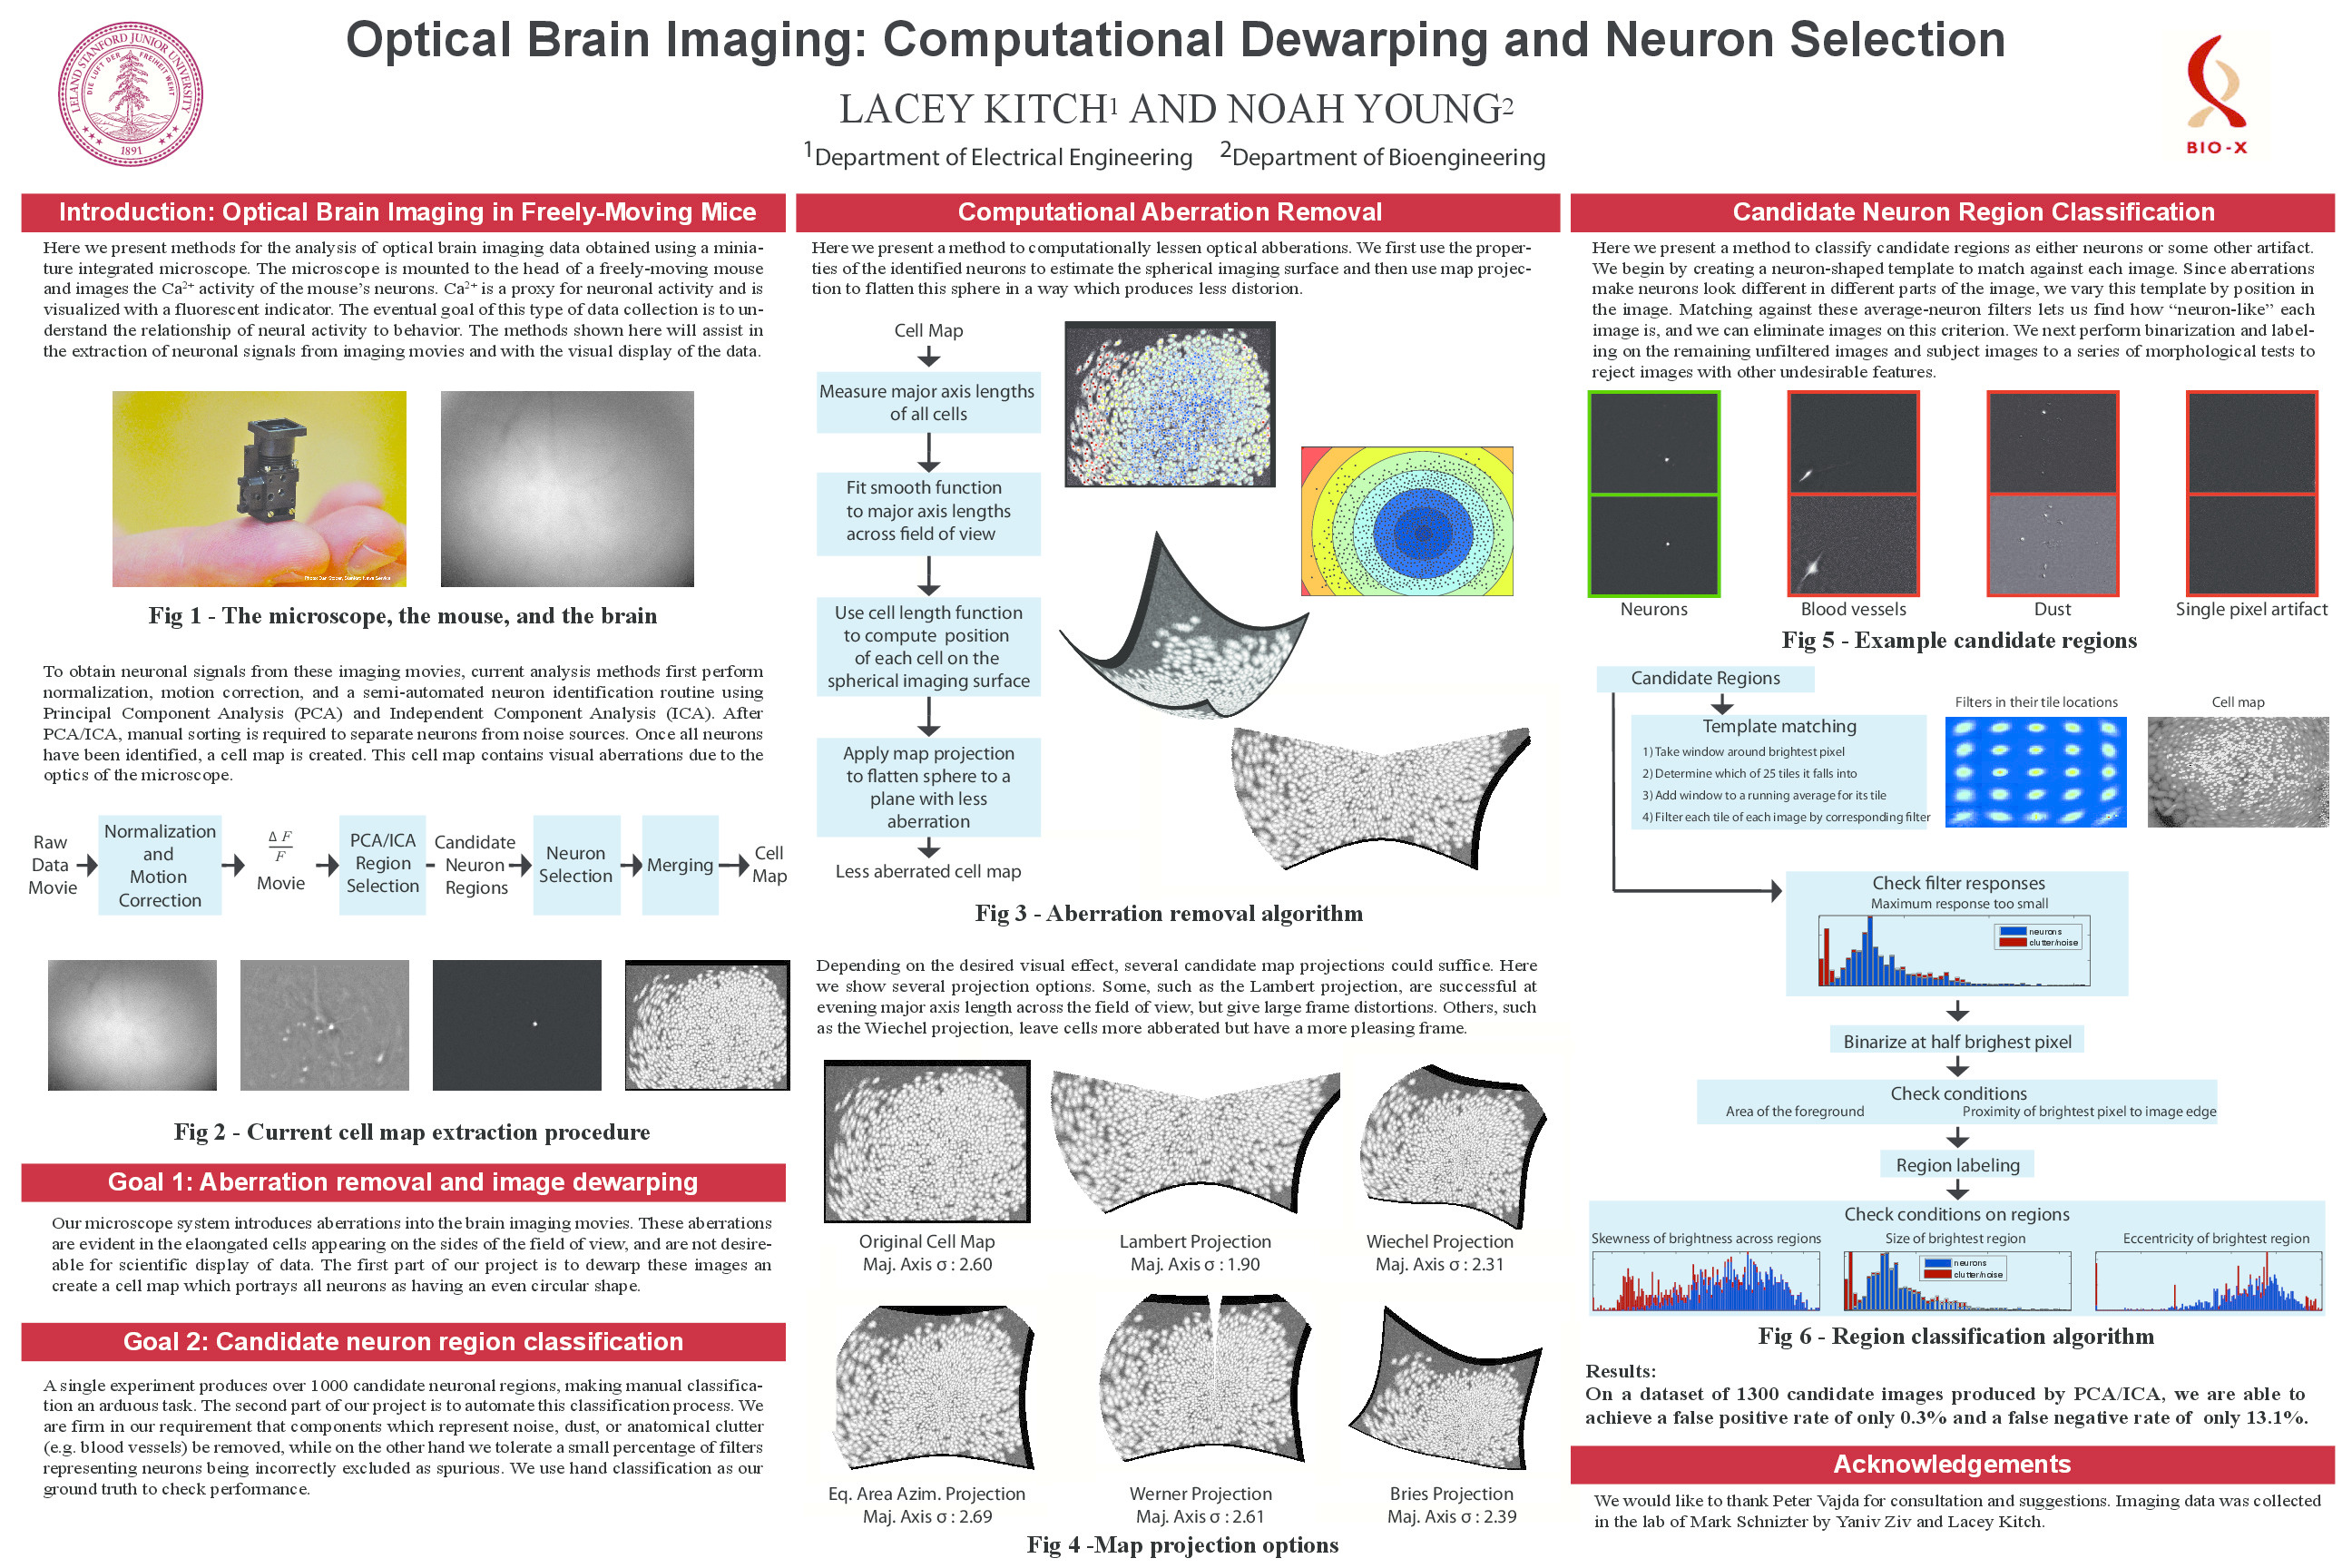 Optical Brain Imaging: Computational Dewarping and Neuron Selection
LACEY KITCH¹ AND NOAH YOUNG²
¹Department of Electrical Engineering ²Department of Bioengineering
LELAND STANFORD JUNIOR UNIVERSITY
DIE LUFT DER FREIHEIT WEHT
1891
BIO-X
Introduction: Optical Brain Imaging in Freely-Moving Mice
Here we present methods for the analysis of optical brain imaging data obtained using a minia-
ture integrated microscope. The microscope is mounted to the head of a freely-moving mouse
and images the Ca²⁺ activity of the mouse's neurons. Ca²⁺ is a proxy for neuronal activity and is
visualized with a fluorescent indicator. The eventual goal of this type of data collection is to un-
derstand the relationship of neural activity to behavior. The methods shown here will assist in
the extraction of neuronal signals from imaging movies and with the visual display of the data.
Fig 1 - The microscope, the mouse, and the brain
To obtain neuronal signals from these imaging movies, current analysis methods first perform
normalization, motion correction, and a semi-automated neuron identification routine using
Principal Component Analysis (PCA) and Independent Component Analysis (ICA). After
PCA/ICA, manual sorting is required to separate neurons from noise sources. Once all neurons
have been identified, a cell map is created. This cell map contains visual aberrations due to the
optics of the microscope.
Raw
Data
Movie
Normalization
and
Motion
Correction
Δ F
F
Movie
PCA/ICA
Region
Selection
Candidate
Neuron
Regions
Neuron
Selection
Merging
Cell
Map
Fig 2 - Current cell map extraction procedure
Goal 1: Aberration removal and image dewarping
Our microscope system introduces aberrations into the brain imaging movies. These aberrations
are evident in the elaongated cells appearing on the sides of the field of view, and are not desire-
able for scientific display of data. The first part of our project is to dewarp these images an
create a cell map which portrays all neurons as having an even circular shape.
Goal 2: Candidate neuron region classification
A single experiment produces over 1000 candidate neuronal regions, making manual classifica-
tion an arduous task. The second part of our project is to automate this classification process. We
are firm in our requirement that components which represent noise, dust, or anatomical clutter
(e.g. blood vessels) be removed, while on the other hand we tolerate a small percentage of filters
representing neurons being incorrectly excluded as spurious. We use hand classification as our
ground truth to check performance.
Computational Aberration Removal
Here we present a method to computationally lessen optical abberations. We first use the proper-
ties of the identified neurons to estimate the spherical imaging surface and then use map projec-
tion to flatten this sphere in a way which produces less distorion.
Cell Map
Measure major axis lengths
of all cells
Fit smooth function
to major axis lengths
across field of view
Use cell length function
to compute position
of each cell on the
spherical imaging surface
Apply map projection
to flatten sphere to a
plane with less
aberration
Less aberrated cell map
Fig 3 - Aberration removal algorithm
Depending on the desired visual effect, several candidate map projections could suffice. Here
we show several projection options. Some, such as the Lambert projection, are successful at
evening major axis length across the field of view, but give large frame distortions. Others, such
as the Wiechel projection, leave cells more abberated but have a more pleasing frame.
Original Cell Map
Maj. Axis σ : 2.60
Lambert Projection
Maj. Axis σ : 1.90
Wiechel Projection
Maj. Axis σ : 2.31
Eq. Area Azim. Projection
Maj. Axis σ : 2.69
Werner Projection
Maj. Axis σ : 2.61
Bries Projection
Maj. Axis σ : 2.39
Fig 4 -Map projection options
Candidate Neuron Region Classification
Here we present a method to classify candidate regions as either neurons or some other artifact.
We begin by creating a neuron-shaped template to match against each image. Since aberrations
make neurons look different in different parts of the image, we vary this template by position in
the image. Matching against these average-neuron filters lets us find how “neuron-like” each
image is, and we can eliminate images on this criterion. We next perform binarization and label-
ing on the remaining unfiltered images and subject images to a series of morphological tests to
reject images with other undesirable features.
Neurons
Blood vessels
Dust
Single pixel artifact
Fig 5 - Example candidate regions
Candidate Regions
Template matching
1) Take window around brightest pixel
2) Determine which of 25 tiles it falls into
3) Add window to a running average for its tile
4) Filter each tile of each image by corresponding filter
Filters in their tile locations
Cell map
Check filter responses
Maximum response too small
neurons
clutter/noise
Binarize at half brighest pixel
Check conditions
Area of the foreground
Proximity of brightest pixel to image edge
Region labeling
Check conditions on regions
Skewness of brightness across regions
Size of brightest region
Eccentricity of brightest region
neurons
clutter/noise
Fig 6 - Region classification algorithm
Results:
On a dataset of 1300 candidate images produced by PCA/ICA, we are able to
achieve a false positive rate of only 0.3% and a false negative rate of only 13.1%.
Acknowledgements
We would like to thank Peter Vajda for consultation and suggestions. Imaging data was collected
in the lab of Mark Schnizter by Yaniv Ziv and Lacey Kitch.